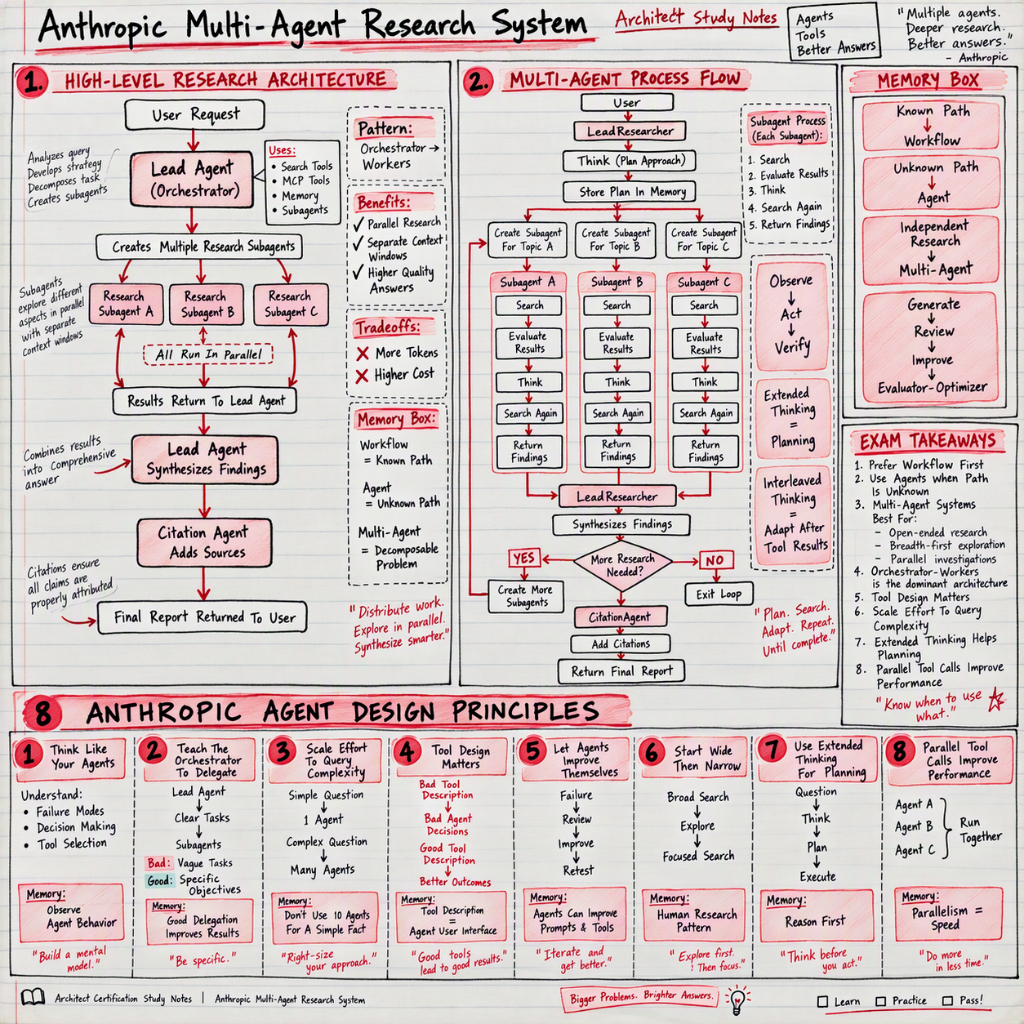 Anthropic Multi-Agent Research System
Architect Study Notes
Agents
Tools
Better Answers
"Multiple agents.
Deeper research.
Better answers."
- Anthropic
1. HIGH-LEVEL RESEARCH ARCHITECTURE
User Request
Analyzes query
Develops strategy
Decomposes task
Creates subagents
Lead Agent
(Orchestrator)
Uses:
• Search Tools
• MCP Tools
• Memory
• Subagents
Creates Multiple Research Subagents
Subagents
explore different
aspects in parallel
with separate
context windows
Research
Subagent A
Research
Subagent B
Research
Subagent C
All Run In Parallel
Results Return To Lead Agent
Combines results
into comprehensive
answer
Lead Agent
Synthesizes Findings
Citation Agent
Adds Sources
Citations ensure
all claims are
properly attributed
Final Report Returned To User
Pattern:
Orchestrator →
Workers
Benefits:
✓ Parallel Research
✓ Separate Context
Windows
✓ Higher Quality
Answers
Tradeoffs:
✗ More Tokens
✗ Higher Cost
Memory Box:
Workflow
= Known Path
Agent
= Unknown Path
Multi-Agent
= Decomposable
Problem
"Distribute work.
Explore in parallel.
Synthesize smarter."
2. MULTI-AGENT PROCESS FLOW
User
LeadResearcher
Think (Plan Approach)
Store Plan In Memory
Create Subagent
For Topic A
Create Subagent
For Topic B
Create Subagent
For Topic C
Subagent A
Search
Evaluate
Results
Think
Search Again
Return
Findings
Subagent B
Search
Evaluate
Results
Think
Search Again
Return
Findings
Subagent C
Search
Evaluate
Results
Think
Search Again
Return
Findings
LeadResearcher
Synthesizes Findings
More Research
Needed?
YES
NO
Create More
Subagents
Exit Loop
CitationAgent
Add Citations
Return Final Report
Subagent Process
(Each Subagent):
1. Search
2. Evaluate Results
3. Think
4. Search Again
5. Return Findings
Observe
↓
Act
↓
Verify
Extended
Thinking
=
Planning
Interleaved
Thinking
=
Adapt After
Tool Results
"Plan. Search.
Adapt. Repeat.
Until complete."
MEMORY BOX
Known Path
↓
Workflow
Unknown Path
↓
Agent
Independent
Research
↓
Multi-Agent
Generate
↓
Review
↓
Improve
↓
Evaluator-Optimizer
EXAM TAKEAWAYS
1. Prefer Workflow First
2. Use Agents When Path
Is Unknown
3. Multi-Agent Systems
Best For:
- Open-ended research
- Breadth-first exploration
- Parallel investigations
4. Orchestrator-Workers
is the dominant architecture
5. Tool Design Matters
6. Scale Effort To Query
Complexity
7. Extended Thinking Helps
Planning
8. Parallel Tool Calls Improve
Performance
"Know when to use
what."
8 ANTHROPIC AGENT DESIGN PRINCIPLES
1 Think Like
Your Agents
Understand:
• Failure Modes
• Decision Making
• Tool Selection
Memory:
Observe
Agent Behavior
"Build a mental
model."
2 Teach The
Orchestrator
To Delegate
Lead Agent
↓
Clear Tasks
↓
Subagents
Bad: Vague Tasks
Good: Specific
Objectives
Memory:
Good Delegation
Improves Results
"Be specific."
3 Scale Effort
To Query
Complexity
Simple Question
↓
1 Agent
Complex Question
↓
Many Agents
Memory:
Don't Use 10 Agents
For A Simple Fact
"Right-size
your approach."
4 Tool Design
Matters
Bad Tool
Description
↓
Bad Agent
Decisions
Good Tool
Description
↓
Better Outcomes
Memory:
Tool Description
=
Agent User Interface
"Good tools
lead to good results."
5 Let Agents
Improve
Themselves
Failure
↓
Review
↓
Improve
↓
Retest
Memory:
Agents Can Improve
Prompts & Tools
"Iterate and
get better."
6 Start Wide
Then Narrow
Broad Search
↓
Explore
↓
Focused Search
Memory:
Human Research
Pattern
"Explore first.
Then focus."
7 Use Extended
Thinking
For Planning
Question
↓
Think
↓
Plan
↓
Execute
Memory:
Reason First
"Think before
you act."
8 Parallel Tool
Calls Improve
Performance
Agent A
Agent B
Agent C
Run
Together
Memory:
Parallelism =
Speed
"Do more
in less time."
Architect Certification Study Notes | Anthropic Multi-Agent Research System
Bigger Problems. Brighter Answers.
☐ Learn ☐ Practice ☐ Pass!